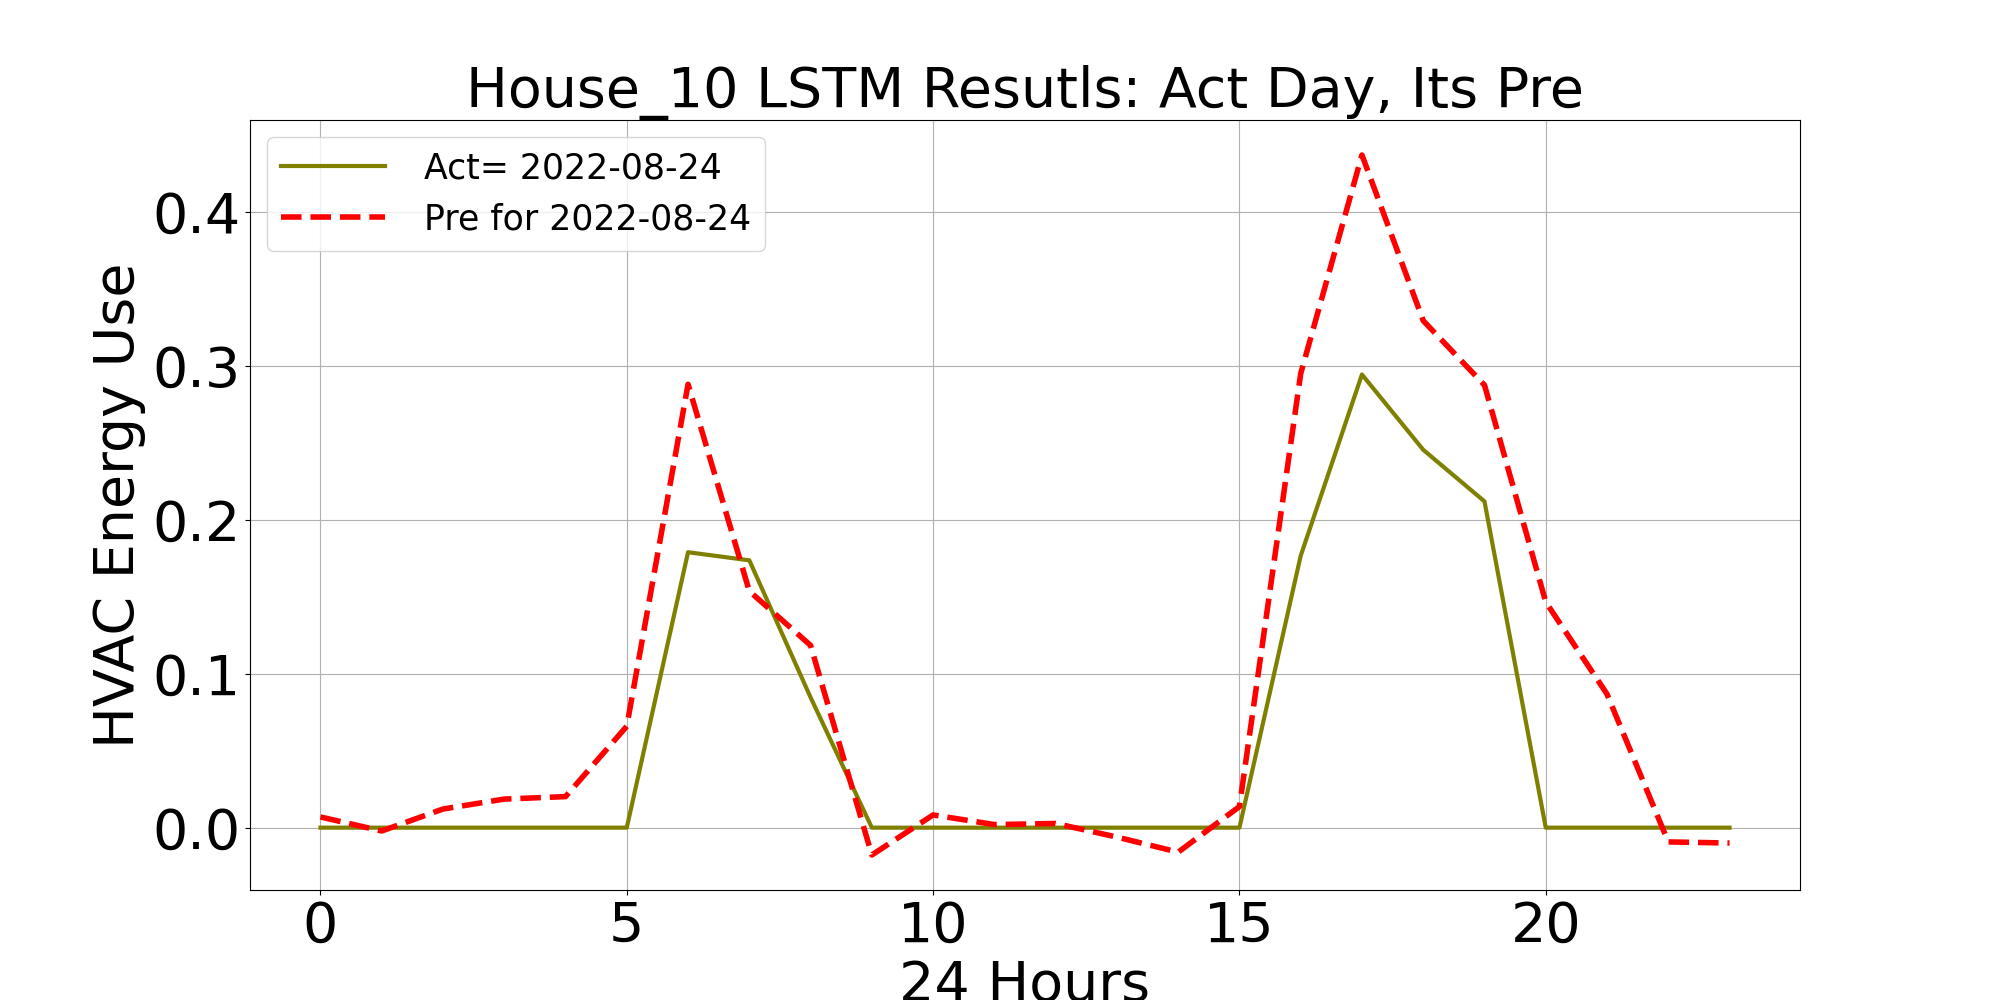 House_10 LSTM Resutls: Act Day, Its Pre
Act= 2022-08-24
Pre for 2022-08-24
HVAC Energy Use
0.4
0.3
0.2
0.1
0.0
0 5 10 15 20
24 Hours